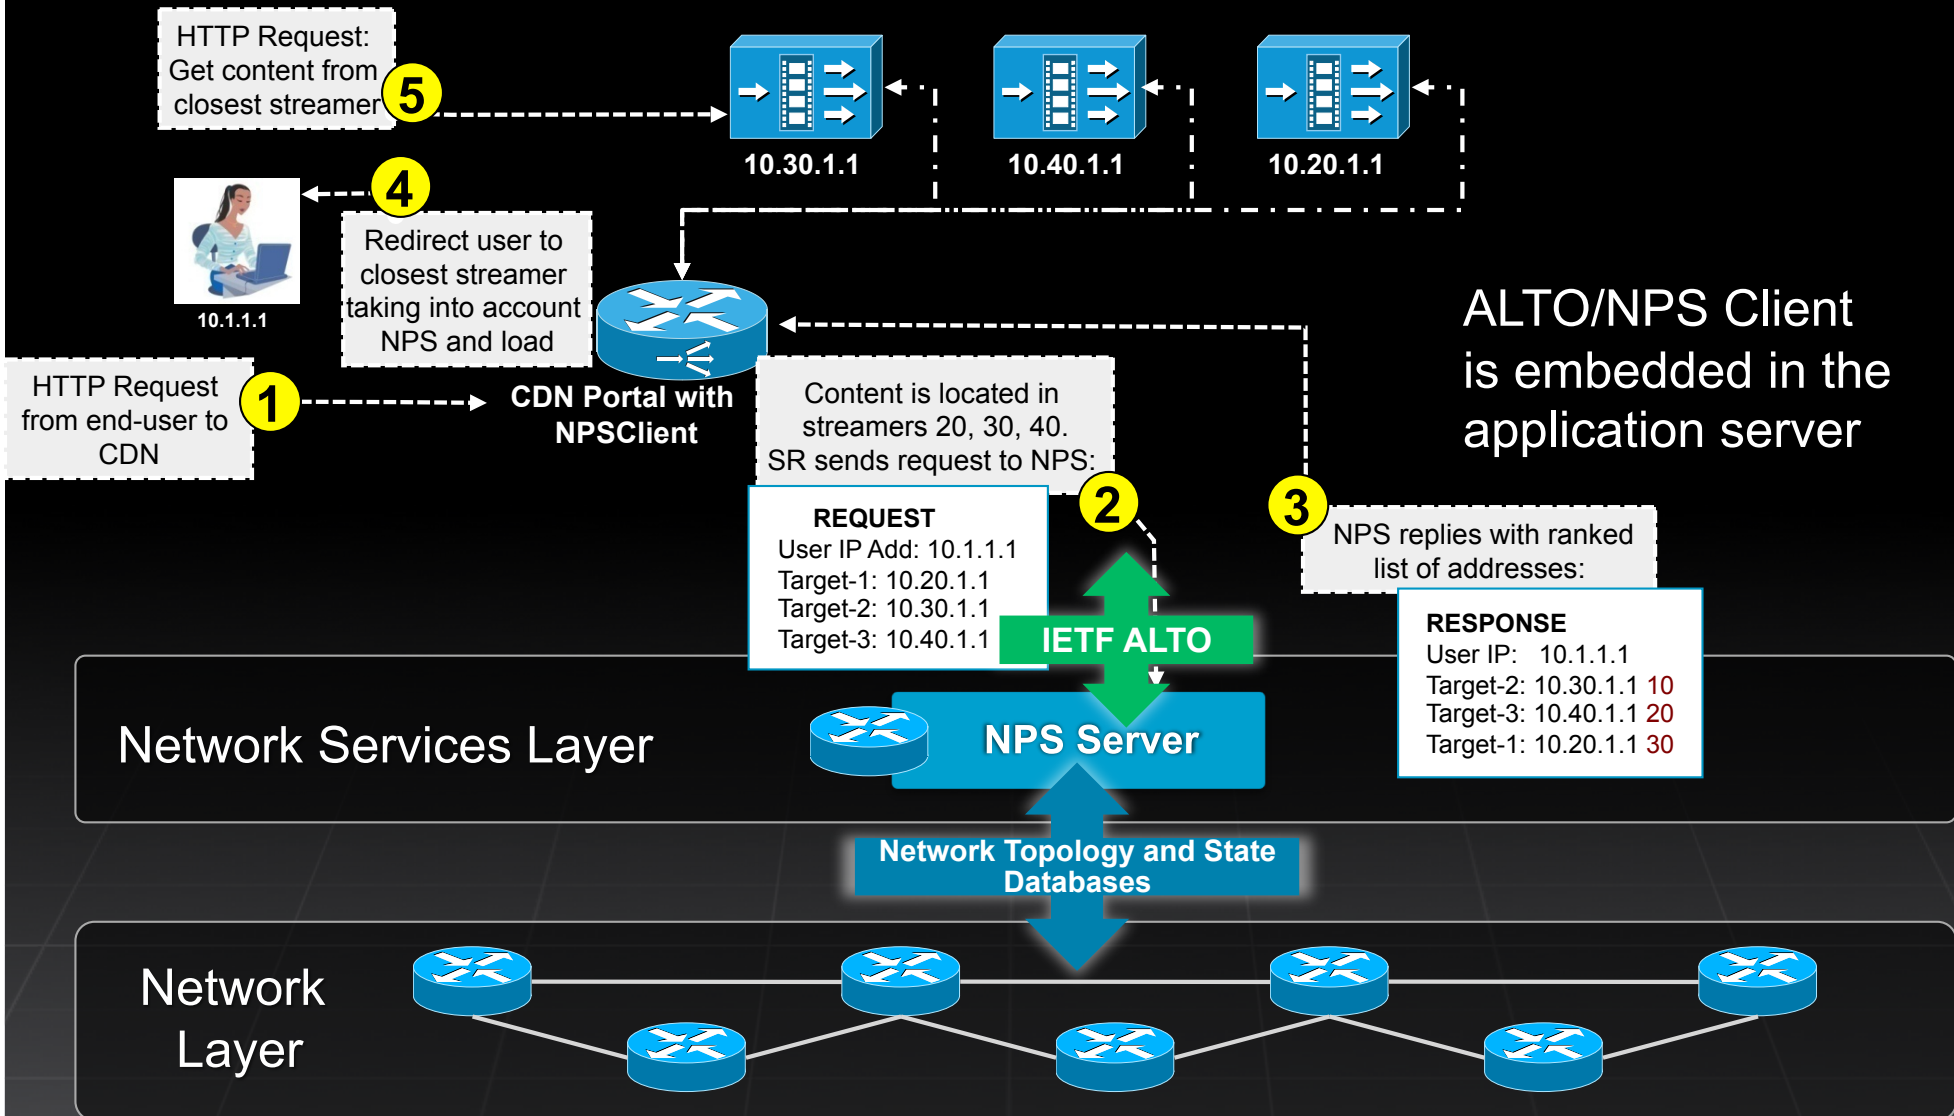 HTTP Request:
Get content from
closest streamer
5
10.30.1.1
10.40.1.1
10.20.1.1
4
Redirect user to
closest streamer
taking into account
NPS and load
10.1.1.1
HTTP Request
from end-user to
CDN
1
CDN Portal with
NPSClient
ALTO/NPS Client
is embedded in the
application server
Content is located in
streamers 20, 30, 40.
SR sends request to NPS:
2
REQUEST
User IP Add: 10.1.1.1
Target-1: 10.20.1.1
Target-2: 10.30.1.1
Target-3: 10.40.1.1
IETF ALTO
3
NPS replies with ranked
list of addresses:
RESPONSE
User IP: 10.1.1.1
Target-2: 10.30.1.1 10
Target-3: 10.40.1.1 20
Target-1: 10.20.1.1 30
Network Services Layer
NPS Server
Network Topology and State
Databases
Network
Layer